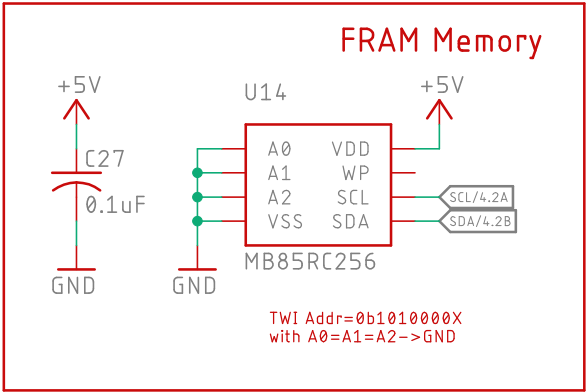 FRAM Memory
+5V
C27
0.1uF
GND
U14
+5V
A0 VDD
A1 WP
A2 SCL
VSS SDA
SCL/4.2A
SDA/4.2B
MB85RC256
GND
TWI Addr=0b1010000X
with A0=A1=A2->GND